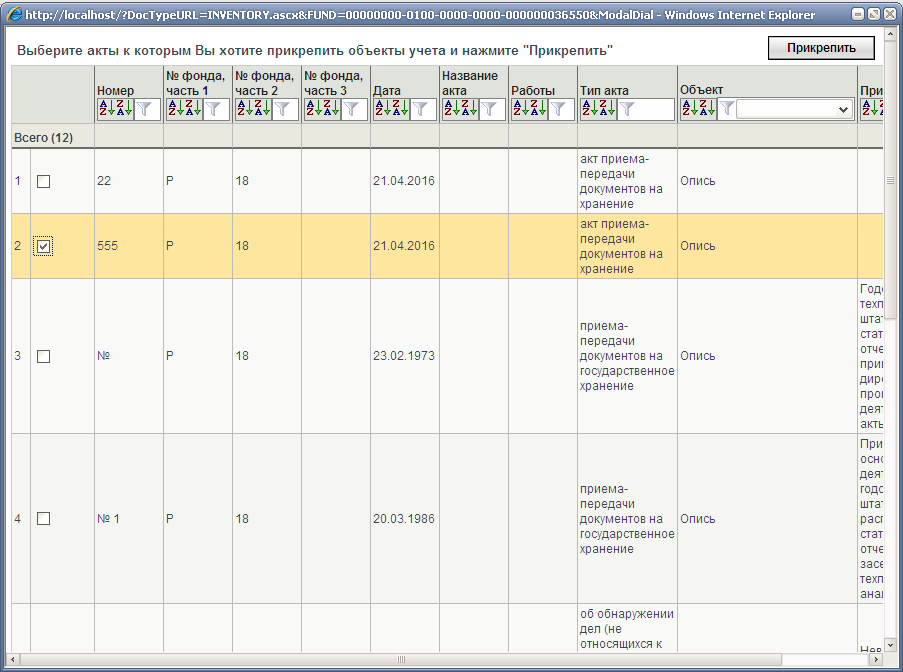 http://localhost/?DocTypeURL=INVENTORY.ascx&FUND=00000000-0100-0000-0000-000000036550&ModalDial - Windows Internet Explorer
Выберите акты к которым Вы хотите прикрепить объекты учета и нажмите "Прикрепить"
Прикрепить
Номер
№ фонда,
часть 1
№ фонда,
часть 2
№ фонда,
часть 3
Дата
Название
акта
Работы
Тип акта
Объект
При
Всего (12)
1
22
Р
18
21.04.2016
акт приема-
передачи
документов на
хранение
Опись
2
555
Р
18
21.04.2016
акт приема-
передачи
документов на
хранение
Опись
3
№
Р
18
23.02.1973
приема-
передачи
документов на
государственное
хранение
Опись
Годо
техп
шта
стат
отче
при
дире
прои
деят
акты
4
№ 1
Р
18
20.03.1986
приема-
передачи
документов на
государственное
хранение
Опись
При
осно
деят
годо
шта
расп
стат
отче
засе
техп
анал
об обнаружении
дел (не
относящихся к
Нев